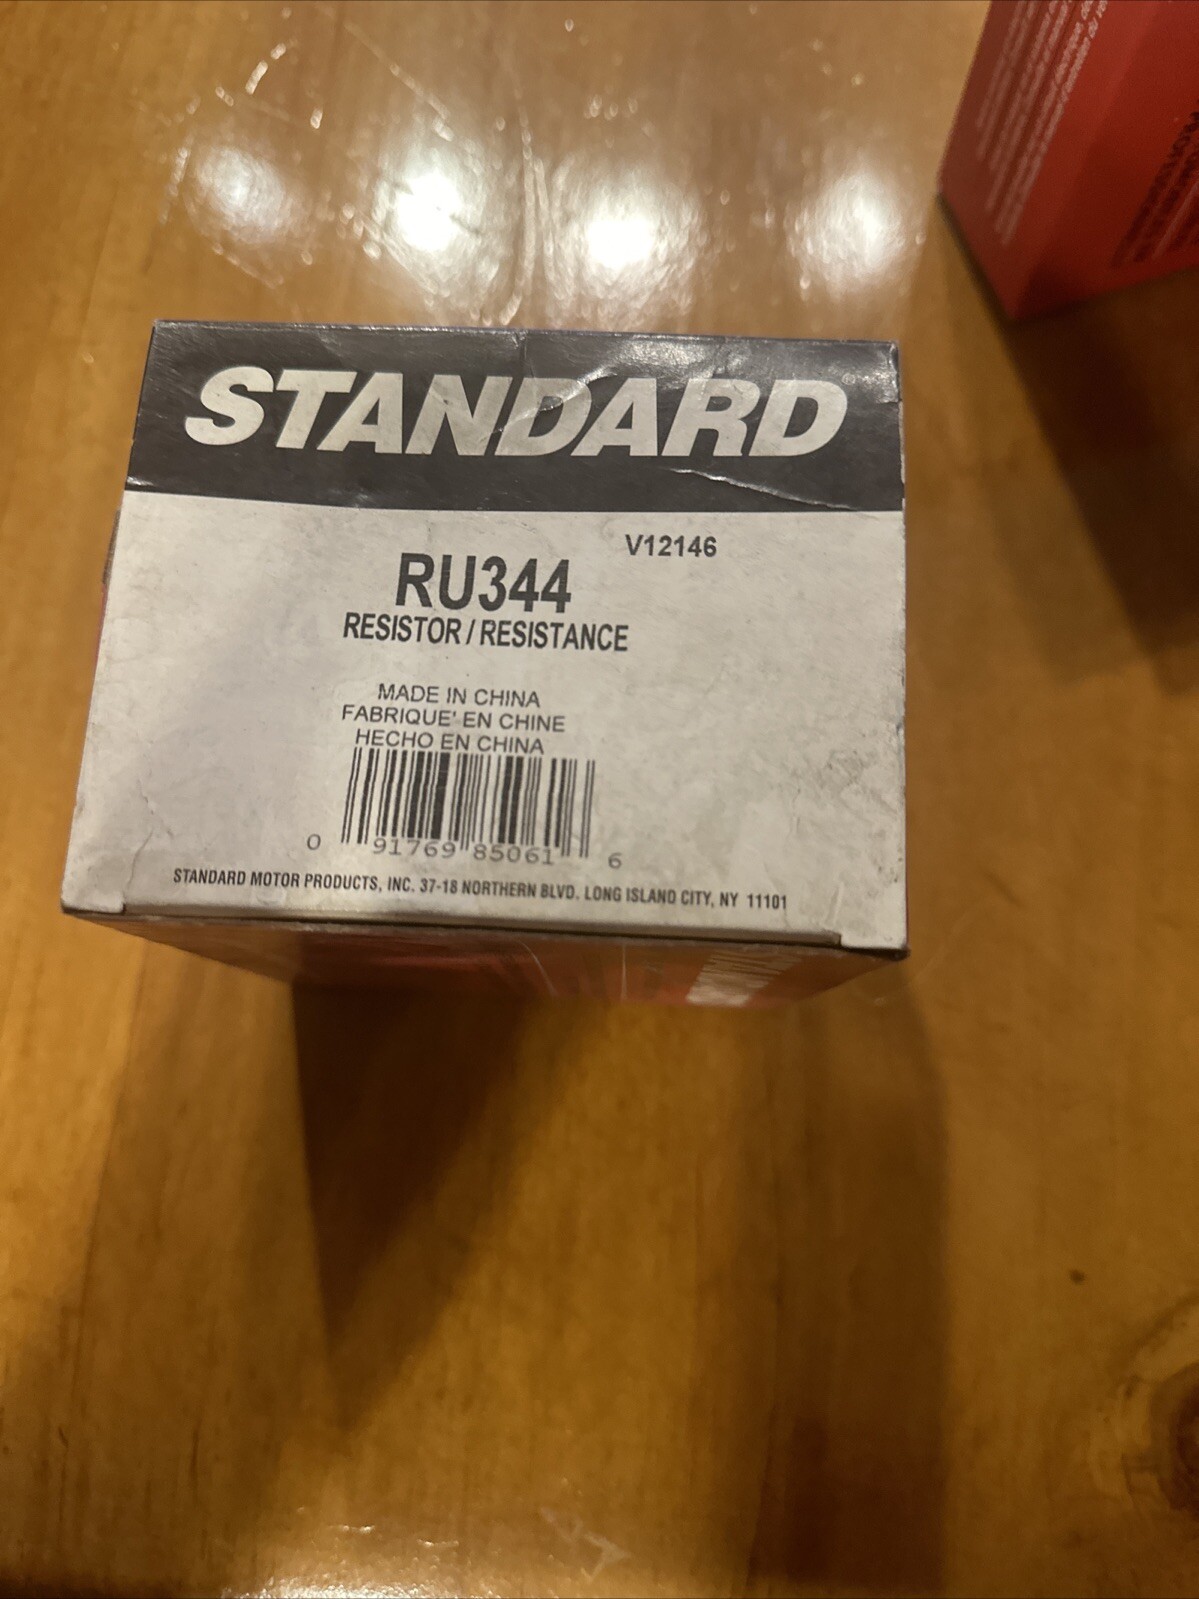 STANDARD®
V12146
RU344
RESISTOR / RESISTANCE
MADE IN CHINA
FABRIQUE' EN CHINE
HECHO EN CHINA
0 91769 85061 6
STANDARD MOTOR PRODUCTS, INC. 37-18 NORTHERN BLVD. LONG ISLAND CITY, NY 11101